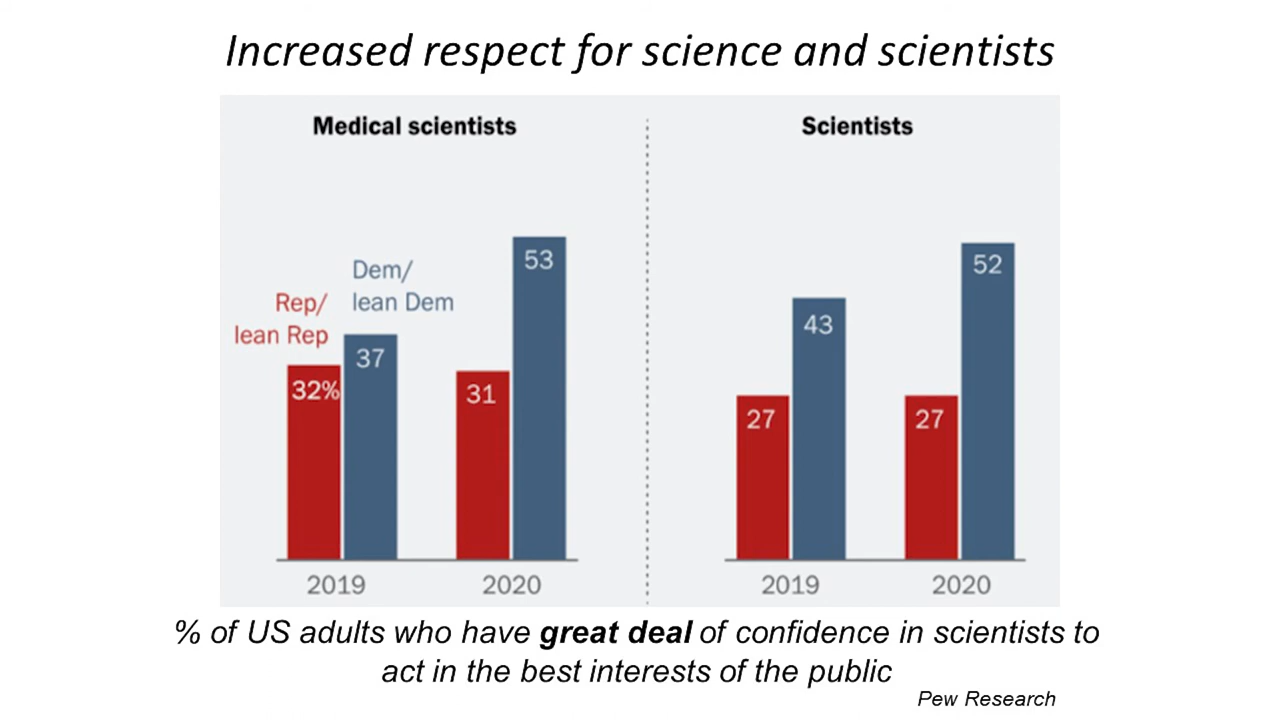 Increased respect for science and scientists
Medical scientists
Rep/
lean Rep
Dem/
lean Dem
32%
37
31
53
2019
2020
Scientists
27
43
27
52
2019
2020
% of US adults who have great deal of confidence in scientists to
act in the best interests of the public
Pew Research